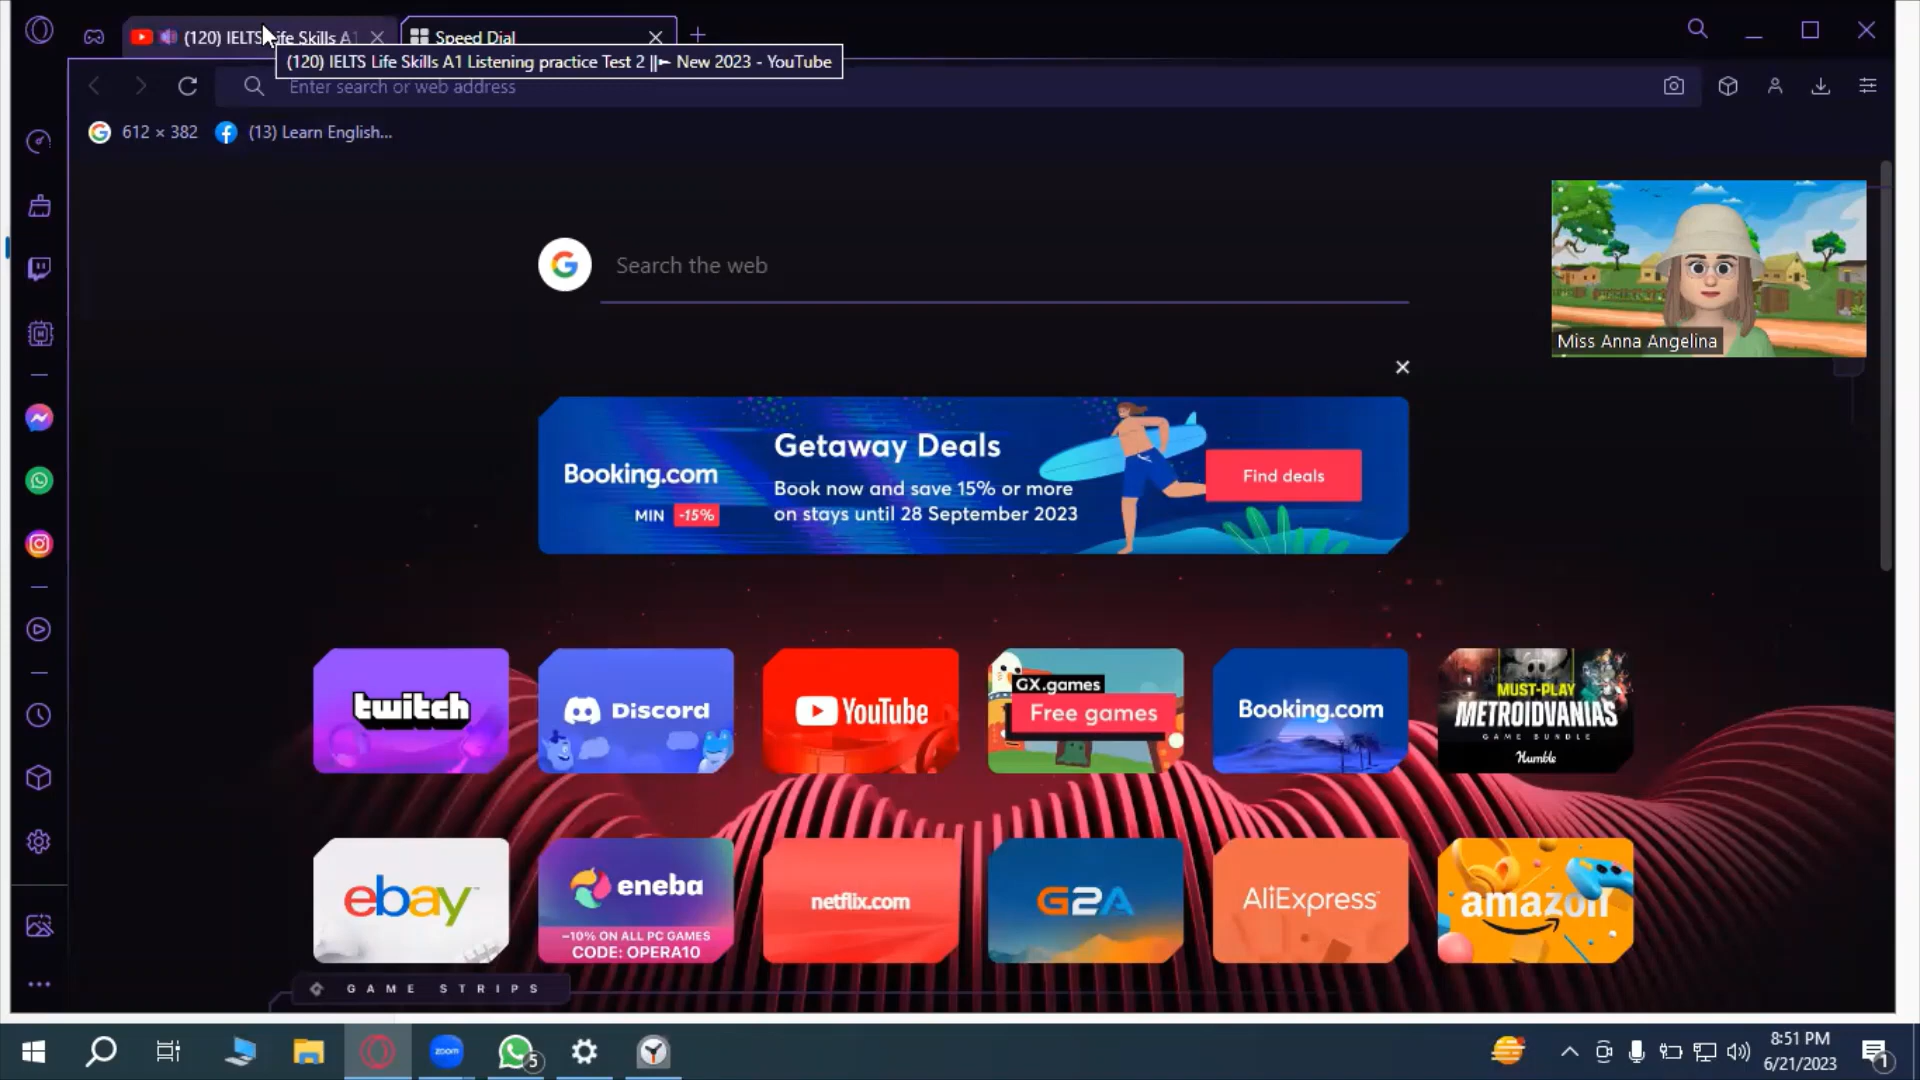 (120) IELTS Life Skills A1
Speed Dial
(120) IELTS Life Skills A1 Listening practice Test 2 ||► New 2023 - YouTube
Enter search or web address
612 × 382
(13) Learn English...
Search the web
Miss Anna Angelina
Booking.com
MIN -15%
Getaway Deals
Book now and save 15% or more
on stays until 28 September 2023
Find deals
twitch
Discord
YouTube
GX.games
Free games
Booking.com
MUST-PLAY
METROIDVANIAS
GAME BUNDLE
Humble
ebay
eneba
-10% ON ALL PC GAMES
CODE: OPERA10
netflix.com
G2A
AliExpress
amazon
GAME STRIPS
zoom
5
8:51 PM
6/21/2023
1